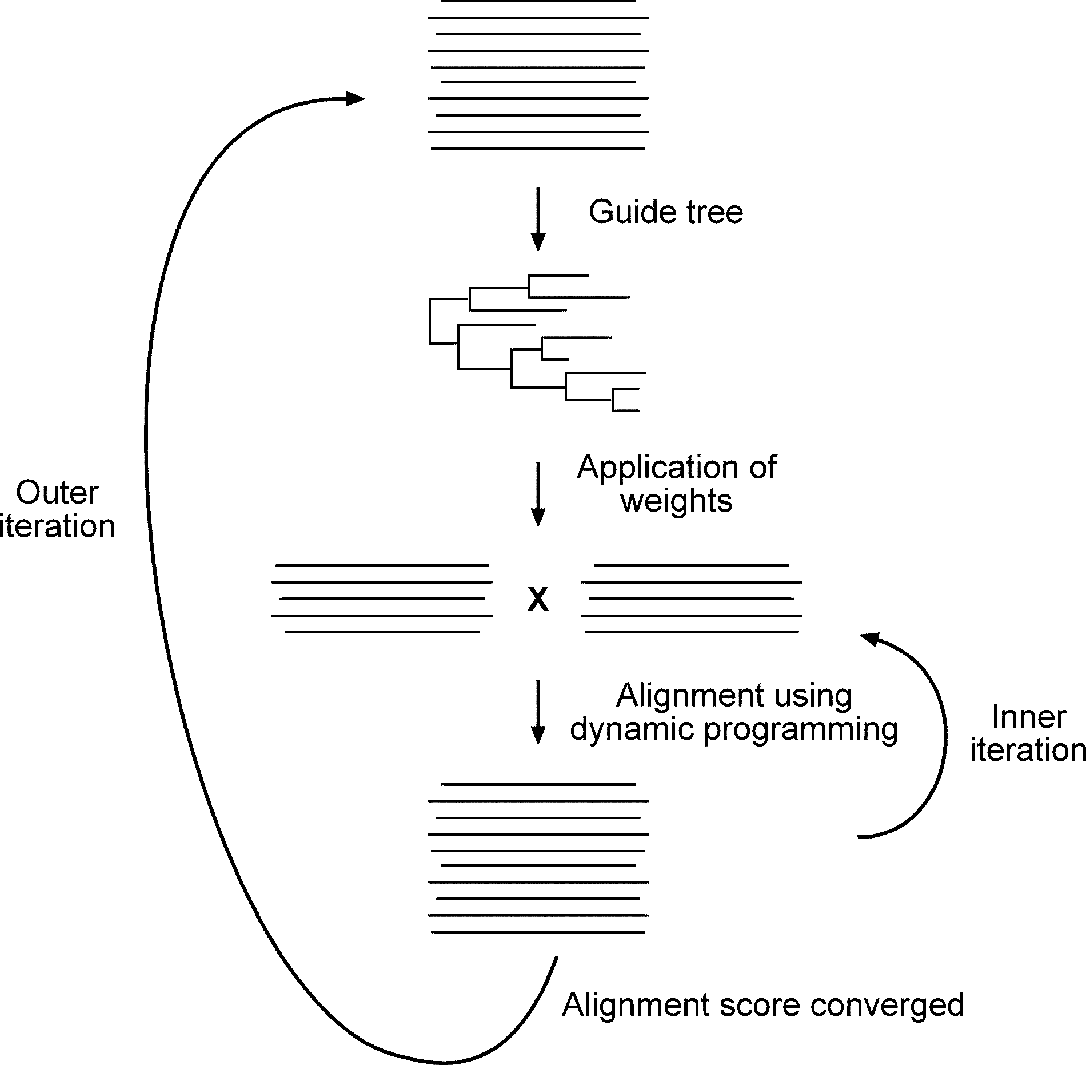 Guide tree
Application of
weights
Outer
iteration
X
Alignment using
dynamic programming
Inner
iteration
Alignment score converged